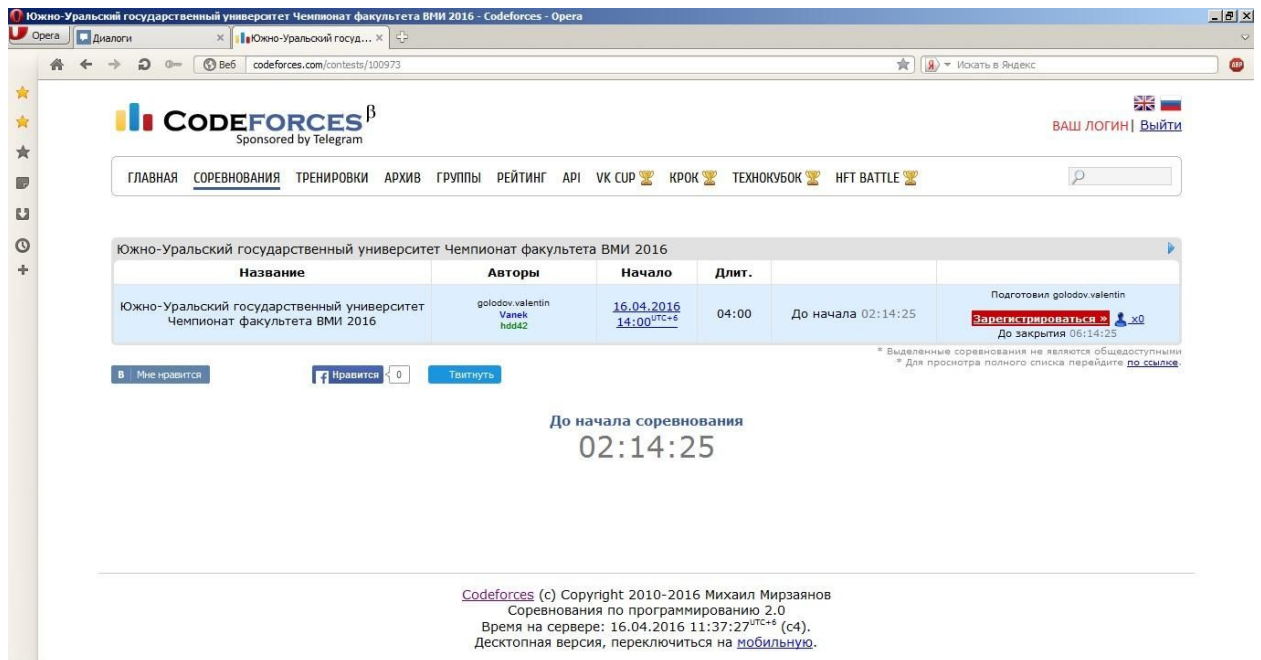 Южно-Уральский государственный университет Чемпионат факультета ВМИ 2016 - Codeforces - Opera
Opera
Диалоги
Южно-Уральский госуд...
Веб
codeforces.com/contests/100973
Искать в Яндекс
ABP
CODEFORCES β
Sponsored by Telegram
ВАШ ЛОГИН| Выйти
ГЛАВНАЯ СОРЕВНОВАНИЯ ТРЕНИРОВКИ АРХИВ ГРУППЫ РЕЙТИНГ API VK CUP КРОК ТЕХНОКУБОК HFT BATTLE
Южно-Уральский государственный университет Чемпионат факультета ВМИ 2016
Название Авторы Начало Длит.
Южно-Уральский государственный университет
Чемпионат факультета ВМИ 2016
golodov.valentin
Vanek
hdd42
16.04.2016
14:00 UTC+6
04:00
До начала 02:14:25
Подготовил golodov.valentin
Зарегистрироваться » x0
До закрытия 06:14:25
* Выделенные соревнования не являются общедоступными
* Для просмотра полного списка перейдите по ссылке.
В Мне нравится
Нравится 0
Твитнуть
До начала соревнования
02:14:25
Codeforces (c) Copyright 2010-2016 Михаил Мирзаянов
Соревнования по программированию 2.0
Время на сервере: 16.04.2016 11:37:27 UTC+6 (c4).
Десктопная версия, переключиться на мобильную.